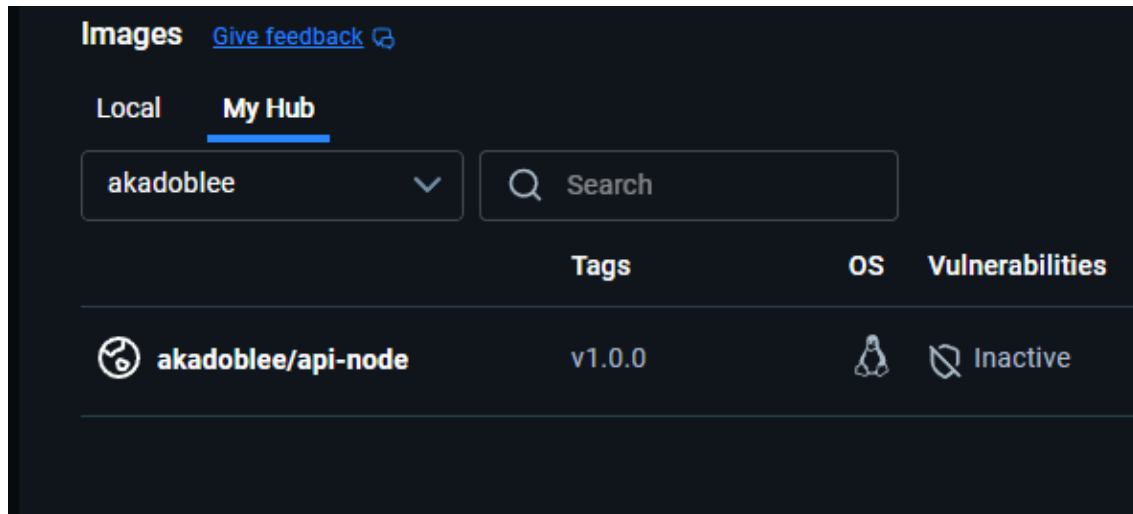 Images Give feedback
Local My Hub
akadoblee Search
Tags OS Vulnerabilities
akadoblee/api-node v1.0.0 Inactive